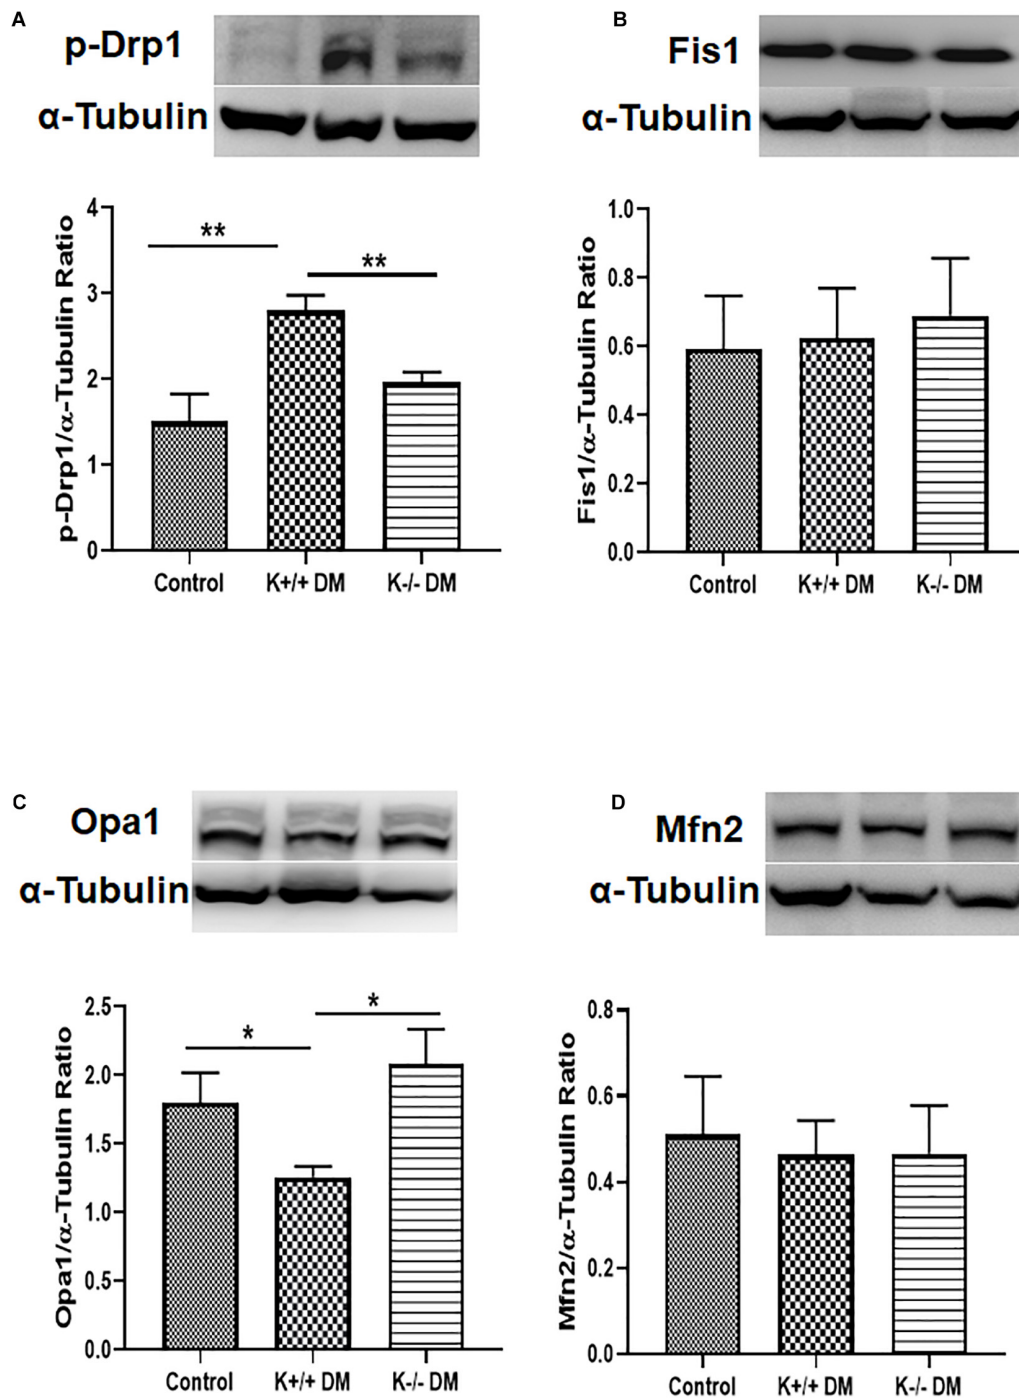 A
p-Drp1
α-Tubulin
p-Drp1/α-Tubulin Ratio
4
3
2
1
0
**
**
Control K+/+ DM K-/- DM
B
Fis1
α-Tubulin
Fis1/α-Tubulin Ratio
1.0
0.8
0.6
0.4
0.2
0.0
Control K+/+ DM K-/- DM
C
Opa1
α-Tubulin
Opa1/α-Tubulin Ratio
2.5
2.0
1.5
1.0
0.5
0.0
*
*
Control K+/+ DM K-/- DM
D
Mfn2
α-Tubulin
Mfn2/α-Tubulin Ratio
0.8
0.6
0.4
0.2
0.0
Control K+/+ DM K-/- DM